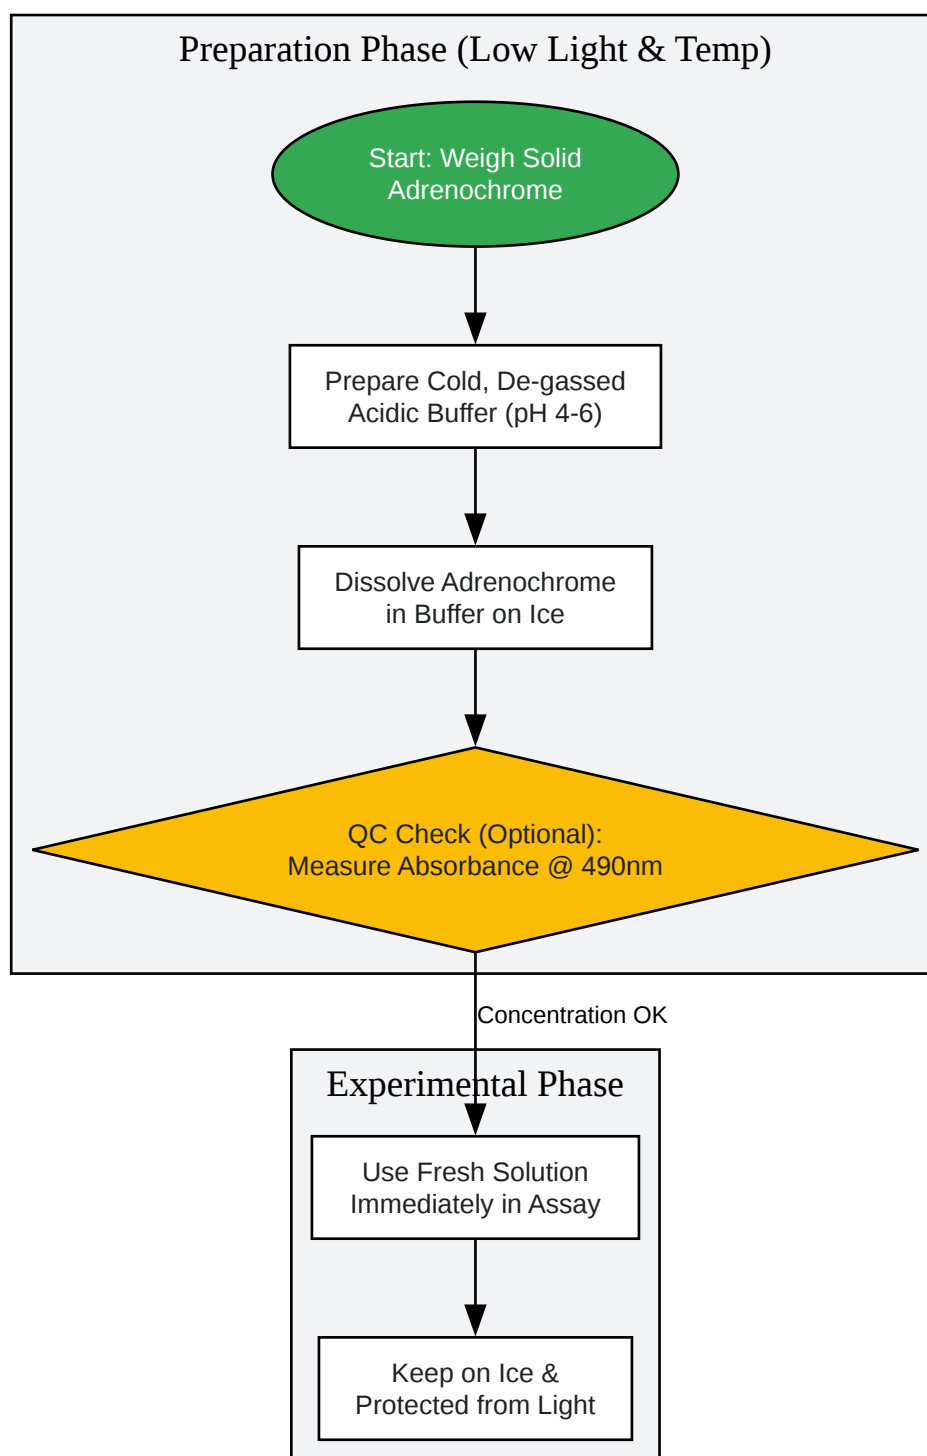 Preparation Phase (Low Light & Temp)
Start: Weigh Solid
Adrenochrome
Prepare Cold, De-gassed
Acidic Buffer (pH 4-6)
Dissolve Adrenochrome
in Buffer on Ice
QC Check (Optional):
Measure Absorbance @ 490nm
Concentration OK
Experimental Phase
Use Fresh Solution
Immediately in Assay
Keep on Ice &
Protected from Light